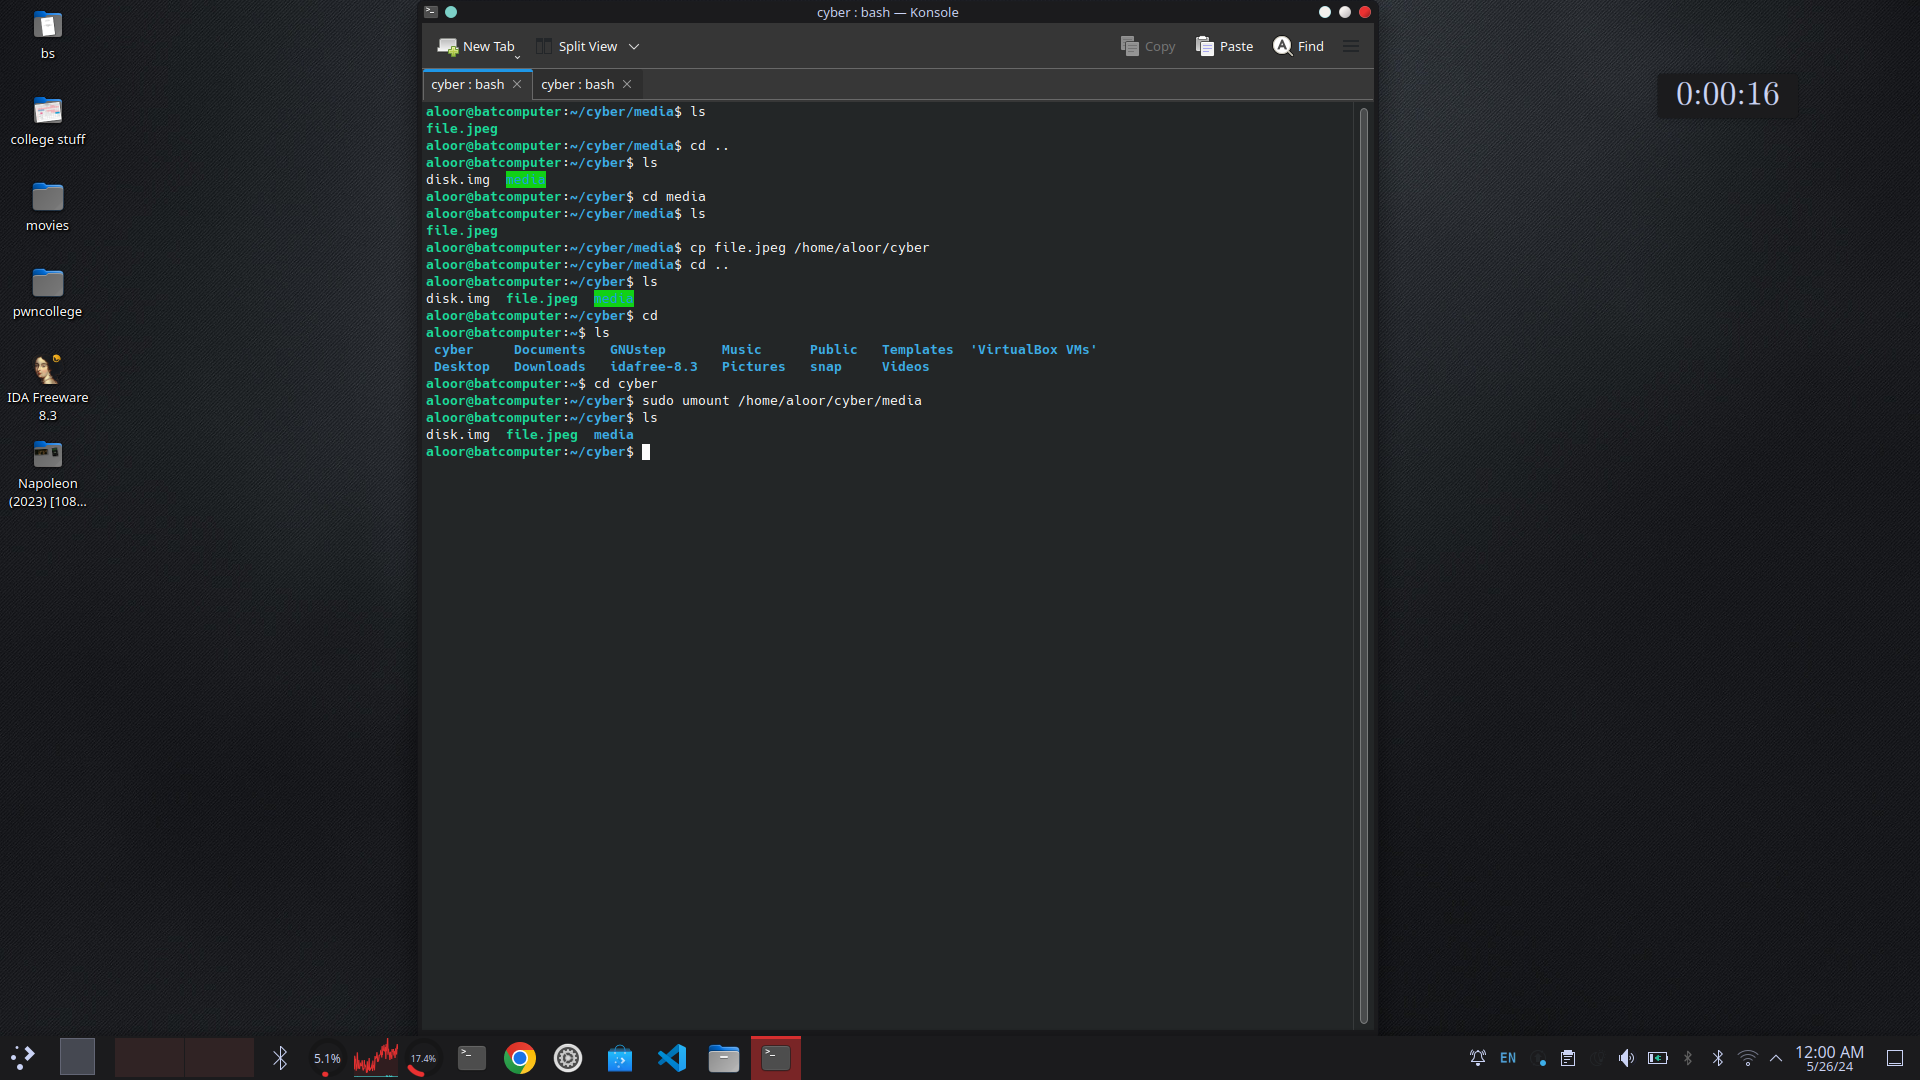 cyber : bash — Konsole
New Tab
Split View
Copy
Paste
Find
cyber : bash
cyber : bash
aloor@batcomputer:~/cyber/media$ ls
file.jpeg
aloor@batcomputer:~/cyber/media$ cd ..
aloor@batcomputer:~/cyber$ ls
disk.img media
aloor@batcomputer:~/cyber$ cd media
aloor@batcomputer:~/cyber/media$ ls
file.jpeg
aloor@batcomputer:~/cyber/media$ cp file.jpeg /home/aloor/cyber
aloor@batcomputer:~/cyber/media$ cd ..
aloor@batcomputer:~/cyber$ ls
disk.img file.jpeg media
aloor@batcomputer:~/cyber$ cd
aloor@batcomputer:~$ ls
cyber Documents GNUstep Music Public Templates 'VirtualBox VMs'
Desktop Downloads idafree-8.3 Pictures snap Videos
aloor@batcomputer:~$ cd cyber
aloor@batcomputer:~/cyber$ sudo umount /home/aloor/cyber/media
aloor@batcomputer:~/cyber$ ls
disk.img file.jpeg media
aloor@batcomputer:~/cyber$
bs
college stuff
movies
pwncollege
IDA Freeware
8.3
Napoleon
(2023) [108...
0:00:16
5.1%
17.4%
EN
12:00 AM
5/26/24